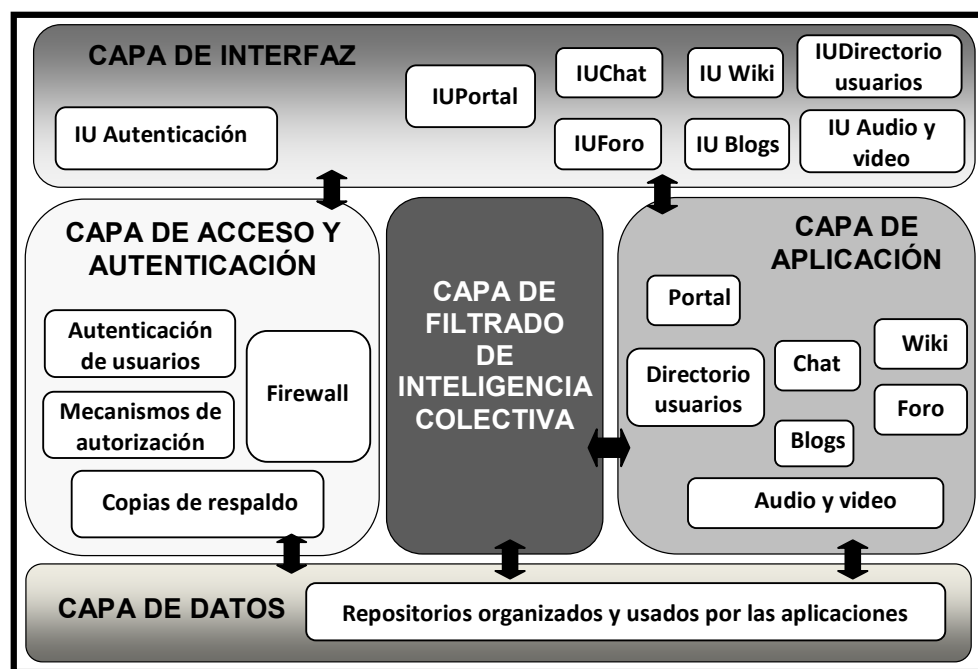 CAPA DE INTERFAZ
IU Autenticación
IUPortal
IUChat
IU Wiki
IUDirectorio
usuarios
IUForo
IU Blogs
IU Audio y
video
CAPA DE ACCESO Y
AUTENTICACIÓN
Autenticación
de usuarios
Mecanismos de
autorización
Firewall
Copias de respaldo
CAPA DE
FILTRADO
DE
INTELIGENCIA
COLECTIVA
CAPA DE
APLICACIÓN
Portal
Directorio
usuarios
Chat
Wiki
Foro
Blogs
Audio y video
CAPA DE DATOS
Repositorios organizados y usados por las aplicaciones